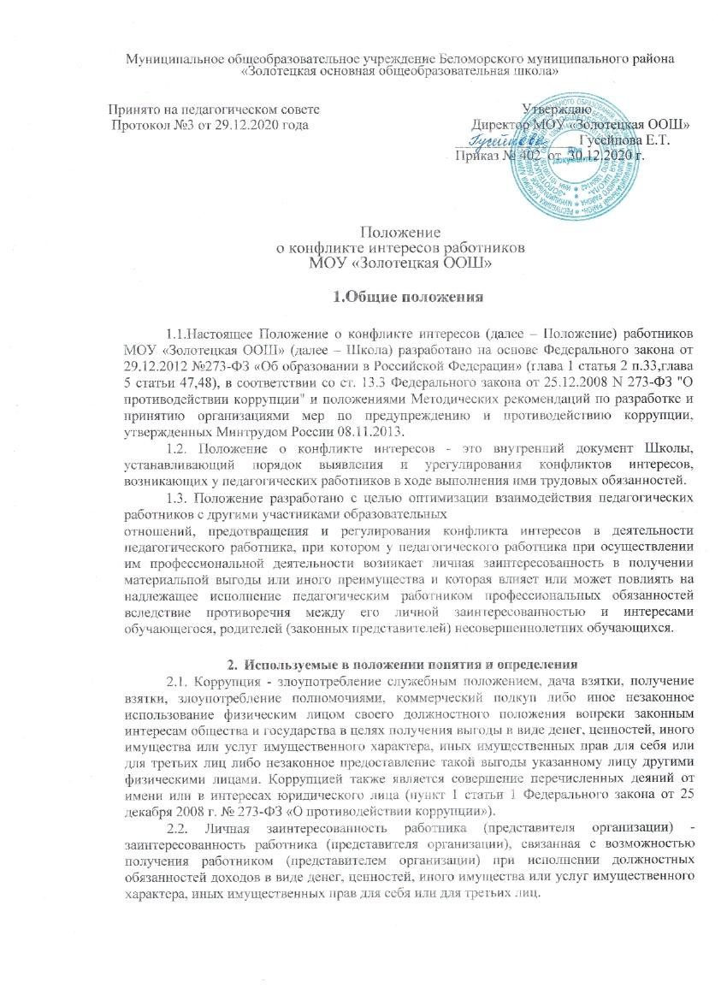 Муниципальное общеобразовательное учреждение Беломорского муниципального района
«Золотецкая основная общеобразовательная школа»
Принято на педагогическом совете
Протокол №3 от 29.12.2020 года
Утверждаю
Директор МОУ «Золотецкая ООШ»
Гусейнова Е.Т.
Приказ № 402 от 30.12.2020 г.
Для документов
Положение
о конфликте интересов работников
МОУ «Золотецкая ООШ»
1.Общие положения
1.1.Настоящее Положение о конфликте интересов (далее – Положение) работников
МОУ «Золотецкая ООШ» (далее – Школа) разработано на основе Федерального закона от
29.12.2012 №273-ФЗ «Об образовании в Российской Федерации» (глава 1 статья 2 п.33,глава
5 статьи 47,48), в соответствии со ст. 13.3 Федерального закона от 25.12.2008 N 273-ФЗ "О
противодействии коррупции" и положениями Методических рекомендаций по разработке и
принятию организациями мер по предупреждению и противодействию коррупции,
утвержденных Минтрудом России 08.11.2013.
1.2. Положение о конфликте интересов - это внутренний документ Школы,
устанавливающий порядок выявления и урегулирования конфликтов интересов,
возникающих у педагогических работников в ходе выполнения ими трудовых обязанностей.
1.3. Положение разработано с целью оптимизации взаимодействия педагогических
работников с другими участниками образовательных
отношений, предотвращения и регулирования конфликта интересов в деятельности
педагогического работника, при котором у педагогического работника при осуществлении
им профессиональной деятельности возникает личная заинтересованность в получении
материальной выгоды или иного преимущества и которая влияет или может повлиять на
надлежащее исполнение педагогическим работником профессиональных обязанностей
вследствие противоречия между его личной заинтересованностью и интересами
обучающегося, родителей (законных представителей) несовершеннолетних обучающихся.
2. Используемые в положении понятия и определения
2.1. Коррупция - злоупотребление служебным положением, дача взятки, получение
взятки, злоупотребление полномочиями, коммерческий подкуп либо иное незаконное
использование физическим лицом своего должностного положения вопреки законным
интересам общества и государства в целях получения выгоды в виде денег, ценностей, иного
имущества или услуг имущественного характера, иных имущественных прав для себя или
для третьих лиц либо незаконное предоставление такой выгоды указанному лицу другими
физическими лицами. Коррупцией также является совершение перечисленных деяний от
имени или в интересах юридического лица (пункт 1 статьи 1 Федерального закона от 25
декабря 2008 г. № 273-ФЗ «О противодействии коррупции»).
2.2. Личная заинтересованность работника (представителя организации) -
заинтересованность работника (представителя организации), связанная с возможностью
получения работником (представителем организации) при исполнении должностных
обязанностей доходов в виде денег, ценностей, иного имущества или услуг имущественного
характера, иных имущественных прав для себя или для третьих лиц.